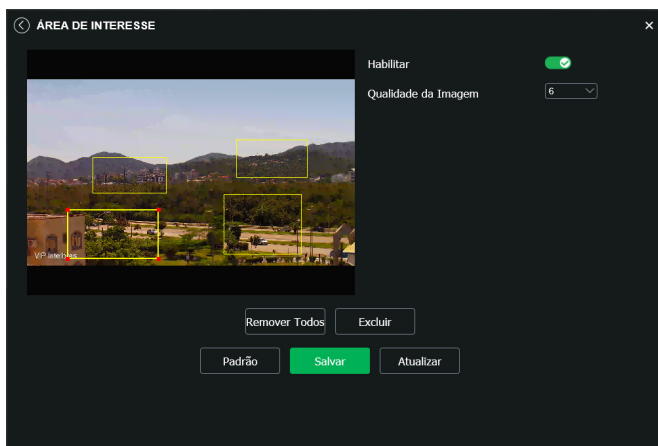 ÁREA DE INTERESSE
Habilitar
Qualidade da Imagem
6
VIP Intelbras
Remover Todos
Excluir
Padrão
Salvar
Atualizar